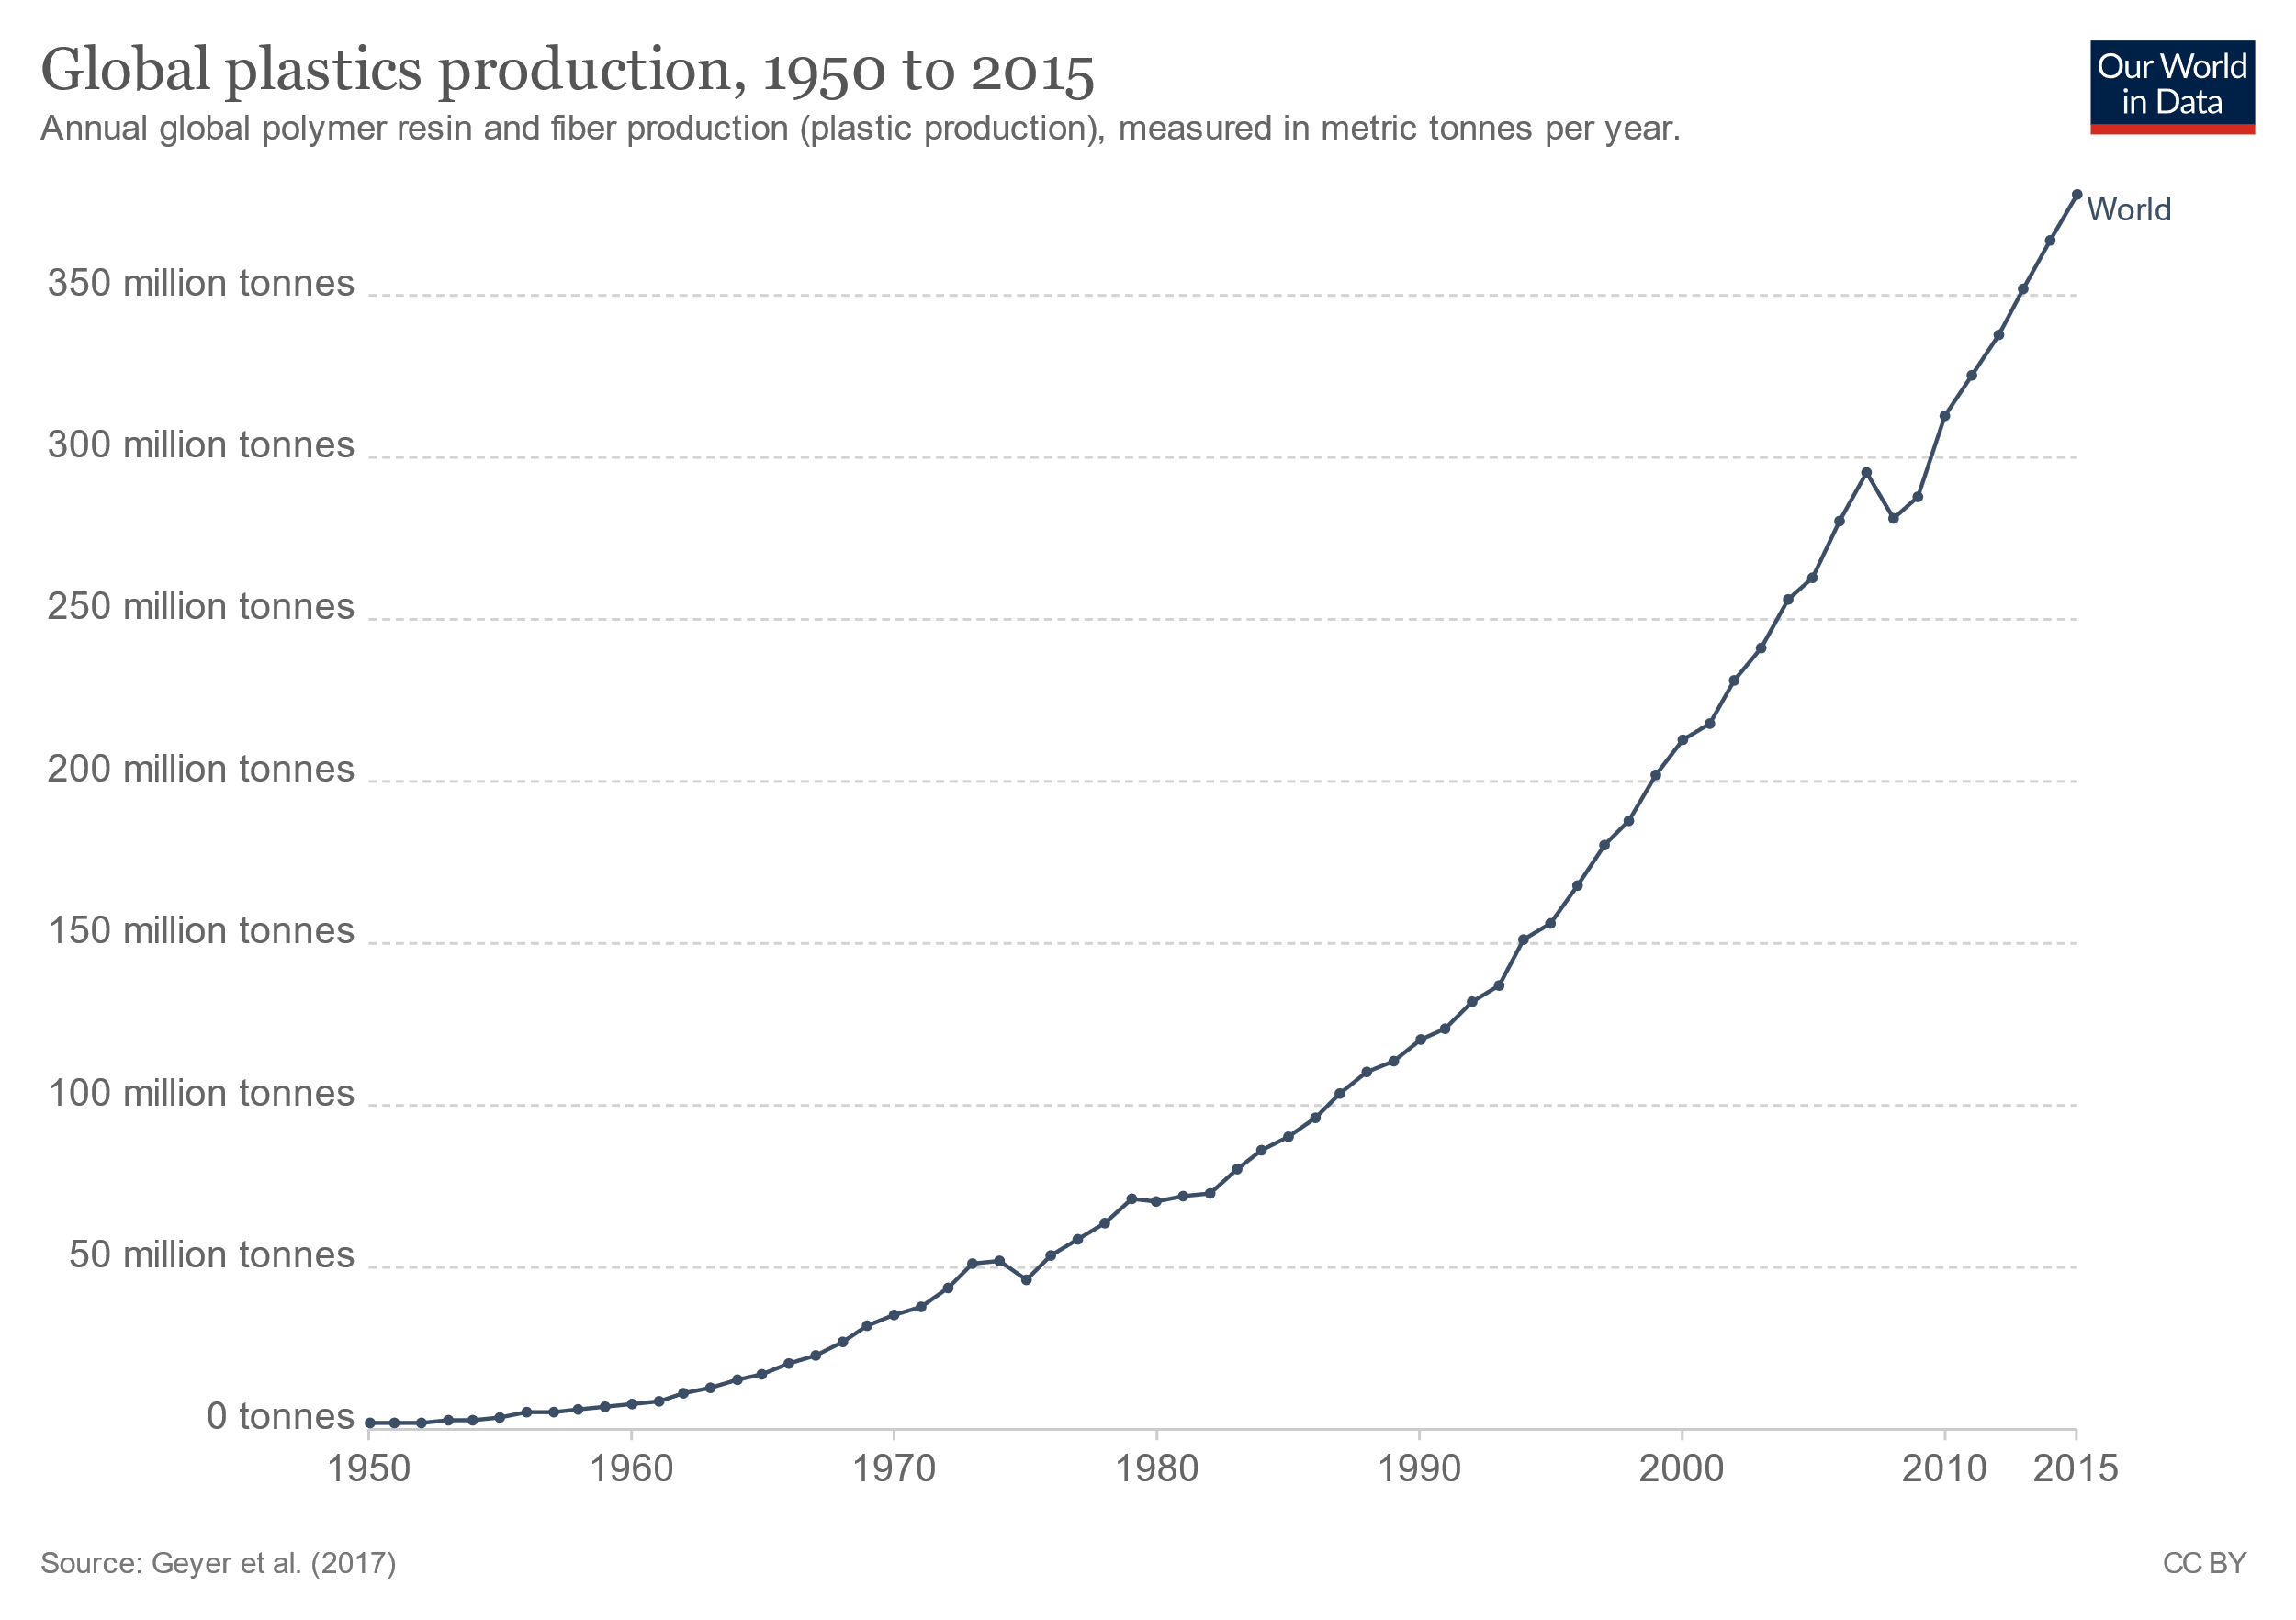 Global plastics production, 1950 to 2015
Annual global polymer resin and fiber production (plastic production), measured in metric tonnes per year.
Our World
in Data
World
350 million tonnes
300 million tonnes
250 million tonnes
200 million tonnes
150 million tonnes
100 million tonnes
50 million tonnes
0 tonnes
1950 1960 1970 1980 1990 2000 2010 2015
Source: Geyer et al. (2017)
CC BY